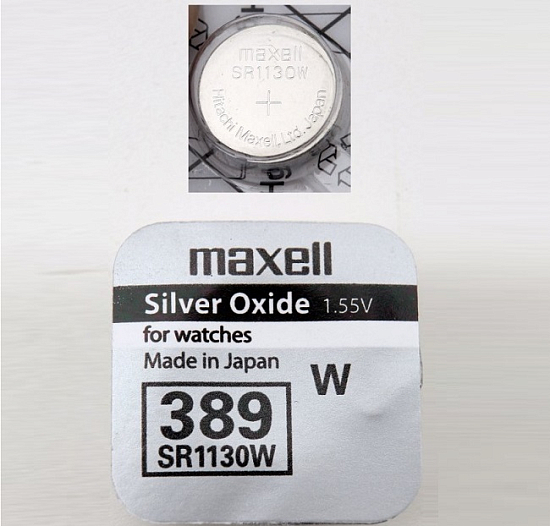 maxell
SR1130W
+
Hitachi Maxell, Ltd. Japan
maxell
Silver Oxide 1.55V
for watches
Made in Japan
W
389
SR1130W